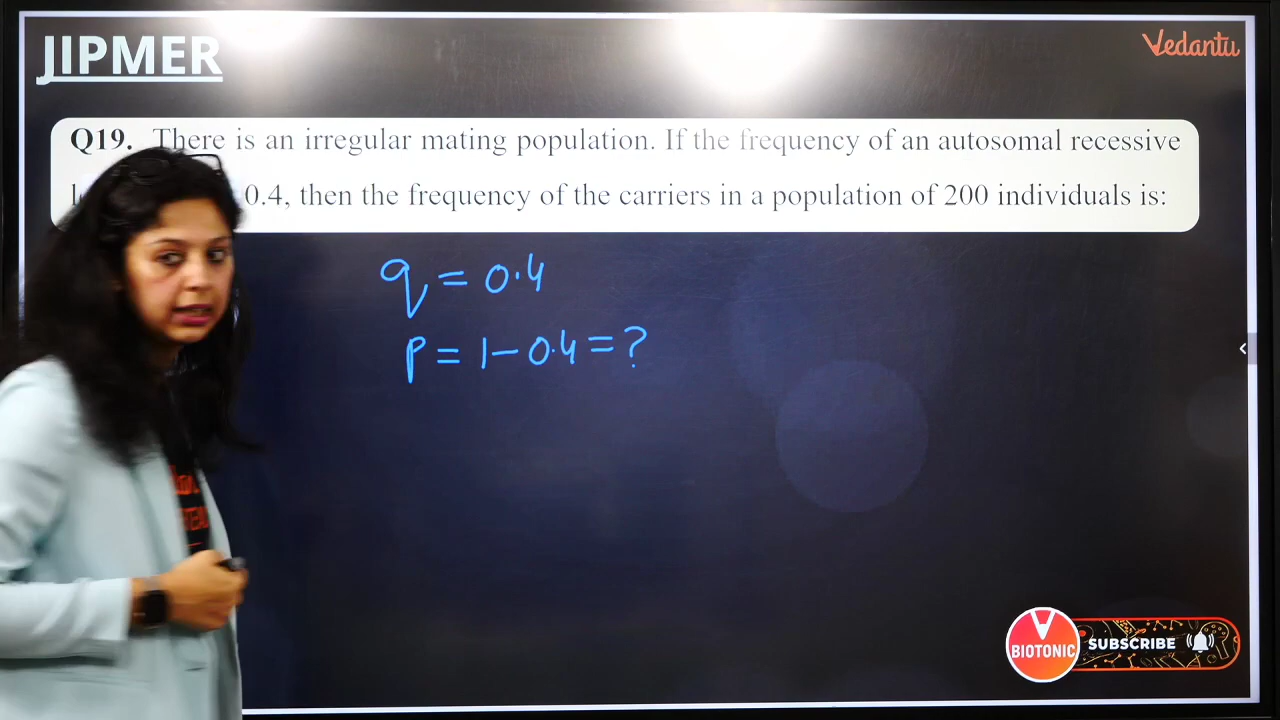 JIPMER
Vedantu
Q19. There is an irregular mating population. If the frequency of an autosomal recessive
0.4, then the frequency of the carriers in a population of 200 individuals is:
q = 0.4
p = 1 - 0.4 = ?
V
BIOTONIC
SUBSCRIBE